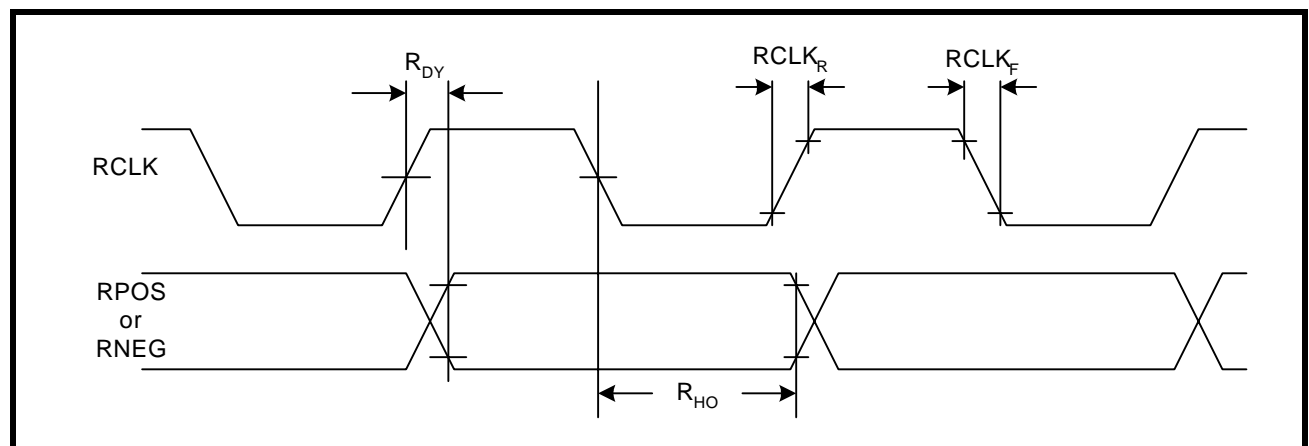 R_DY
RCLK_R
RCLK_F
RCLK
RPOS
or
RNEG
R_HO